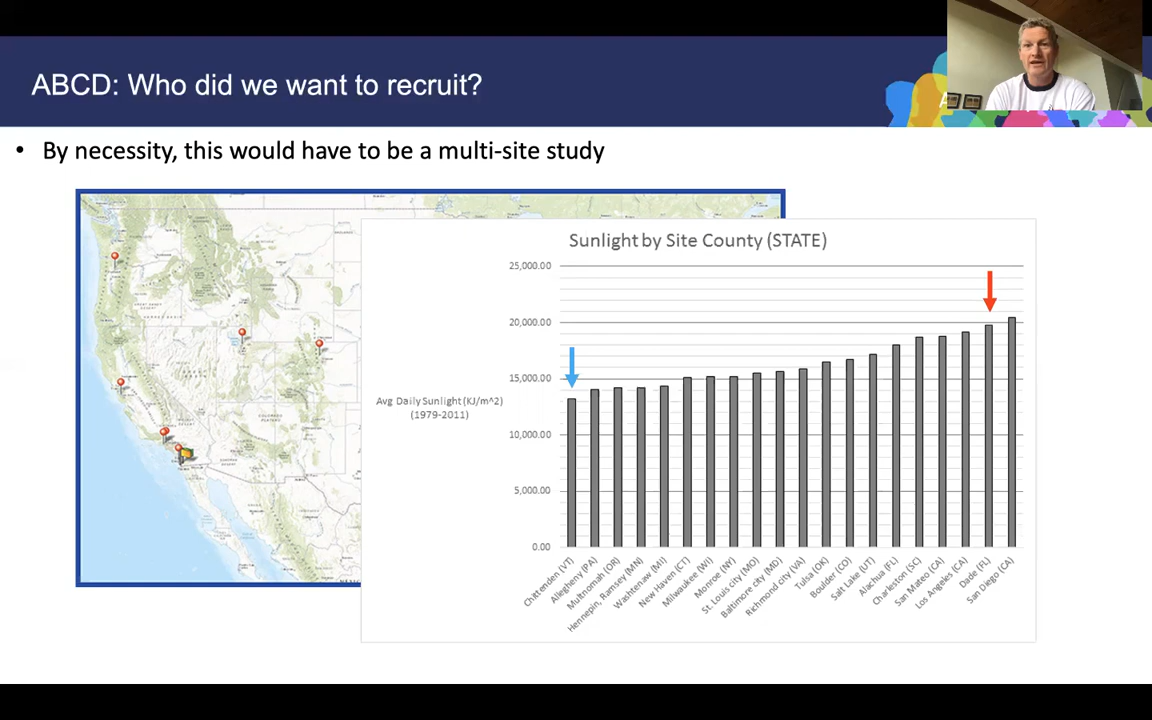 ABCD: Who did we want to recruit?
A
• By necessity, this would have to be a multi-site study
Sunlight by Site County (STATE)
25,000.00
20,000.00
15,000.00
10,000.00
5,000.00
0.00
Avg Daily Sunlight (KJ/m^2)
(1979-2011)
Chittenden (VT)
Allegheny (PA)
Multnomah (OR)
Hennepin, Ramsey (MN)
Washtenaw (MI)
New Haven (CT)
Milwaukee (WI)
Monroe (NY)
St. Louis city (MO)
Baltimore city (MD)
Richmond city (VA)
Tulsa (OK)
Boulder (CO)
Salt Lake (UT)
Alachua (FL)
Charleston (SC)
San Mateo (CA)
Los Angeles (CA)
Dade (FL)
San Diego (CA)